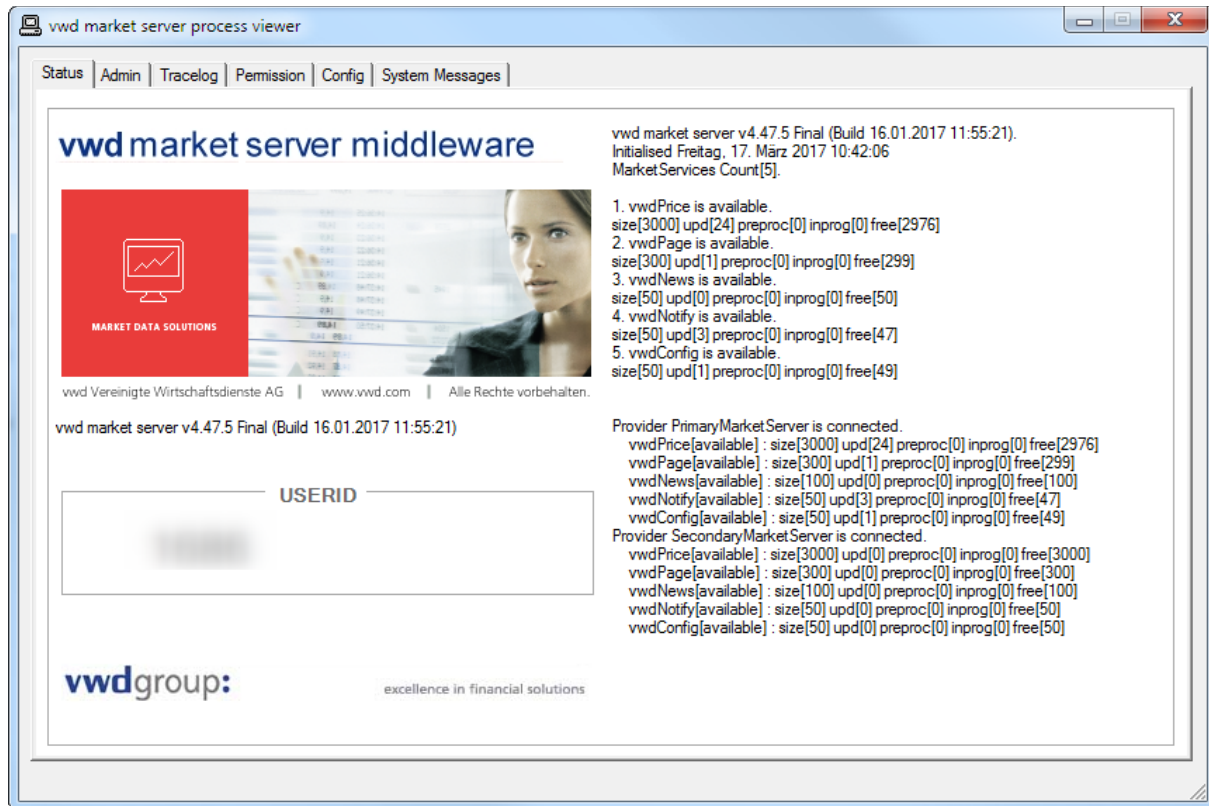 vwd market server process viewer
Status
Admin
Tracelog
Permission
Config
System Messages
vwd market server middleware
MARKET DATA SOLUTIONS
vwd Vereinigte Wirtschaftsdienste AG | www.vwd.com | Alle Rechte vorbehalten.
vwd market server v4.47.5 Final (Build 16.01.2017 11:55:21)
USERID
vwdgroup:
excellence in financial solutions
vwd market server v4.47.5 Final (Build 16.01.2017 11:55:21).
Initialised Freitag, 17. März 2017 10:42:06
MarketServices Count[5].
1. vwdPrice is available.
size[3000] upd[24] preproc[0] inprog[0] free[2976]
2. vwdPage is available.
size[300] upd[1] preproc[0] inprog[0] free[299]
3. vwdNews is available.
size[50] upd[0] preproc[0] inprog[0] free[50]
4. vwdNotify is available.
size[50] upd[3] preproc[0] inprog[0] free[47]
5. vwdConfig is available.
size[50] upd[1] preproc[0] inprog[0] free[49]
Provider PrimaryMarketServer is connected.
vwdPrice[available] : size[3000] upd[24] preproc[0] inprog[0] free[2976]
vwdPage[available] : size[300] upd[1] preproc[0] inprog[0] free[299]
vwdNews[available] : size[100] upd[0] preproc[0] inprog[0] free[100]
vwdNotify[available] : size[50] upd[3] preproc[0] inprog[0] free[47]
vwdConfig[available] : size[50] upd[1] preproc[0] inprog[0] free[49]
Provider SecondaryMarketServer is connected.
vwdPrice[available] : size[3000] upd[0] preproc[0] inprog[0] free[3000]
vwdPage[available] : size[300] upd[0] preproc[0] inprog[0] free[300]
vwdNews[available] : size[100] upd[0] preproc[0] inprog[0] free[100]
vwdNotify[available] : size[50] upd[0] preproc[0] inprog[0] free[50]
vwdConfig[available] : size[50] upd[0] preproc[0] inprog[0] free[50]